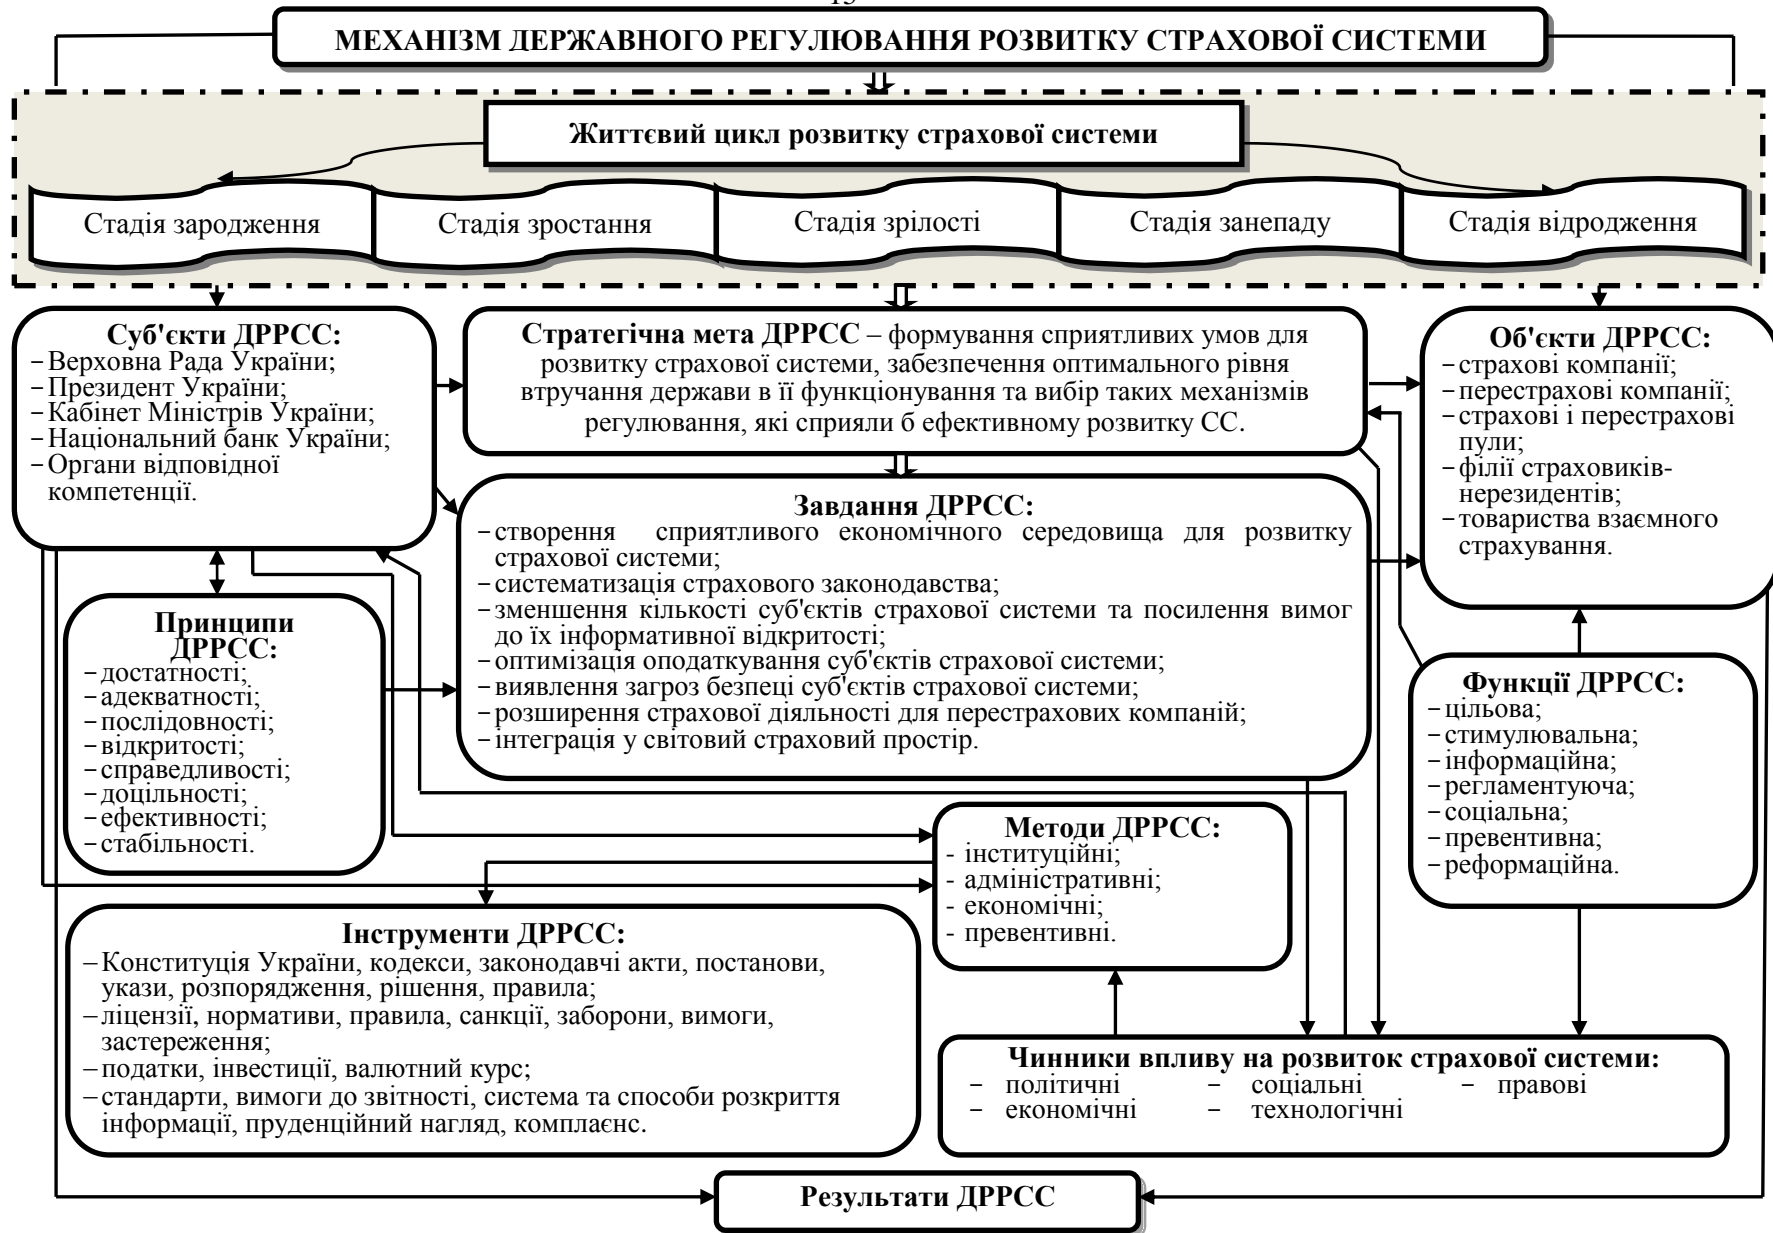 МЕХАНІЗМ ДЕРЖАВНОГО РЕГУЛЮВАННЯ РОЗВИТКУ СТРАХОВОЇ СИСТЕМИ
Життєвий цикл розвитку страхової системи
Стадія зародження
Стадія зростання
Стадія зрілості
Стадія занепаду
Стадія відродження
Суб'єкти ДРРСС:
–Верховна Рада України;
–Президент України;
–Кабінет Міністрів України;
–Національний банк України;
–Органи відповідної
компетенції.
Стратегічна мета ДРРСС – формування сприятливих умов для
розвитку страхової системи, забезпечення оптимального рівня
втручання держави в її функціонування та вибір таких механізмів
регулювання, які сприяли б ефективному розвитку СС.
Об'єкти ДРРСС:
–страхові компанії;
–перестрахові компанії;
–страхові і перестрахові
пули;
–філії страховиків-
нерезидентів;
–товариства взаємного
страхування.
Завдання ДРРСС:
–створення сприятливого економічного середовища для розвитку
страхової системи;
–систематизація страхового законодавства;
–зменшення кількості суб'єктів страхової системи та посилення вимог
до їх інформативної відкритості;
–оптимізація оподаткування суб'єктів страхової системи;
–виявлення загроз безпеці суб'єктів страхової системи;
–розширення страхової діяльності для перестрахових компаній;
–інтеграція у світовий страховий простір.
Принципи
ДРРСС:
–достатності;
–адекватності;
–послідовності;
–відкритості;
–справедливості;
–доцільності;
–ефективності;
–стабільності.
Функції ДРРСС:
–цільова;
–стимулювальна;
–інформаційна;
–регламентуюча;
–соціальна;
–превентивна;
–реформаційна.
Методи ДРРСС:
- інституційні;
- адміністративні;
- економічні;
- превентивні.
Інструменти ДРРСС:
–Конституція України, кодекси, законодавчі акти, постанови,
укази, розпорядження, рішення, правила;
–ліцензії, нормативи, правила, санкції, заборони, вимоги,
застереження;
–податки, інвестиції, валютний курс;
–стандарти, вимоги до звітності, система та способи розкриття
інформації, пруденційний нагляд, комплаєнс.
Чинники впливу на розвиток страхової системи:
– політичні – соціальні – правові
– економічні – технологічні
Результати ДРРСС